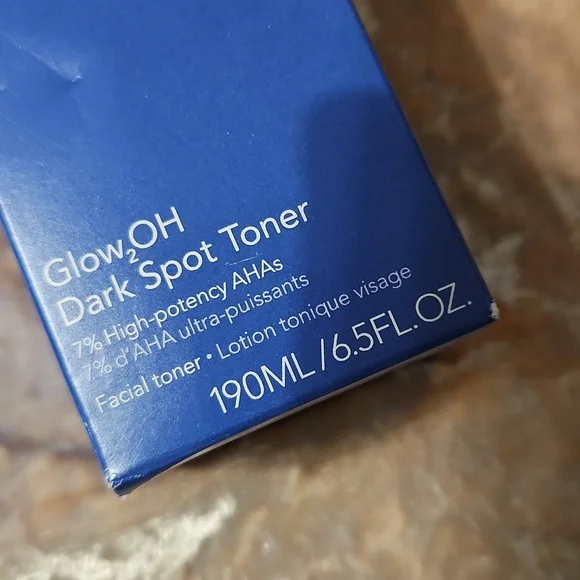 Glow₂OH
Dark Spot Toner
7% High-potency AHAs
7% d'AHA ultra-puissants
Facial toner • Lotion tonique visage
190ML/6.5FL.OZ.